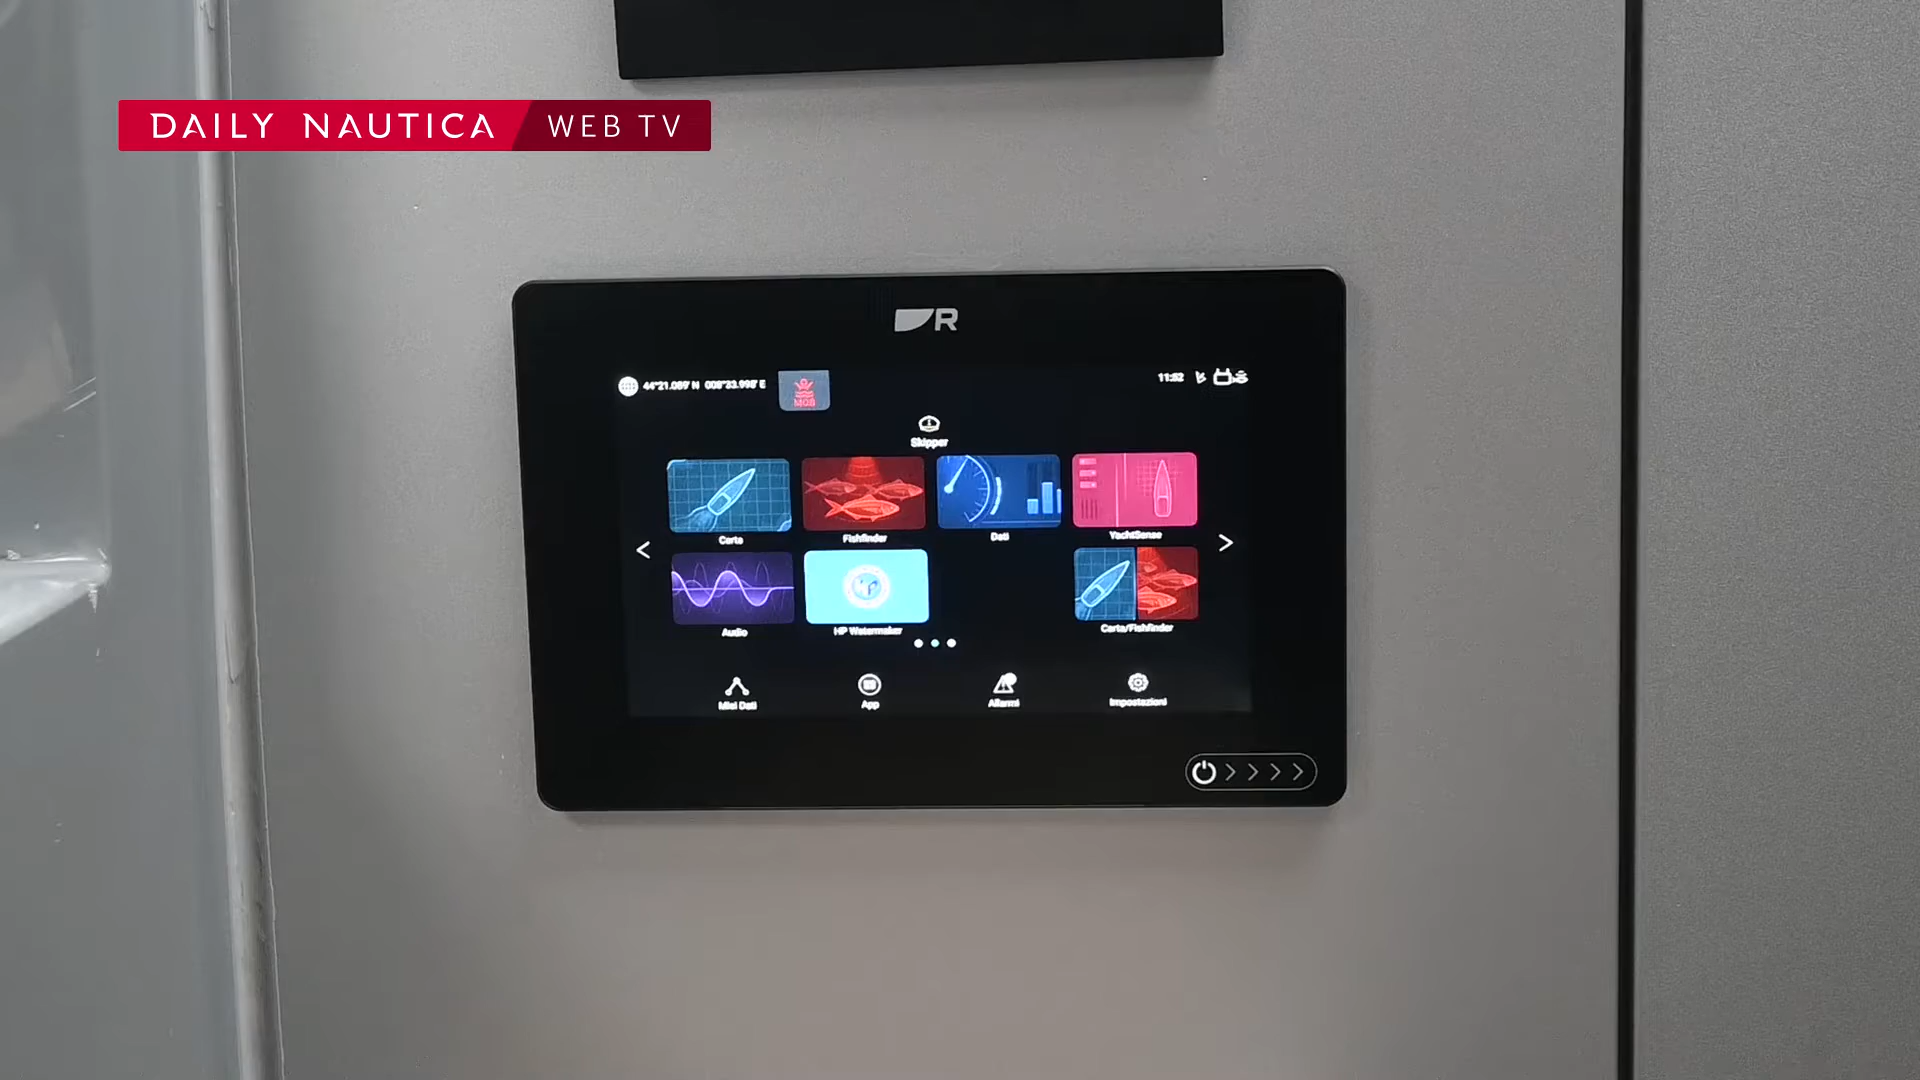 DAILY NAUTICA WEB TV
R
44°21.089' N 008°33.998' E
MOB
11:52
Skipper
Carta
Fishfinder
Dati
YachtSense
Audio
HP Watermaker
Carta/Fishfinder
Miei Dati
App
Allarmi
Impostazioni